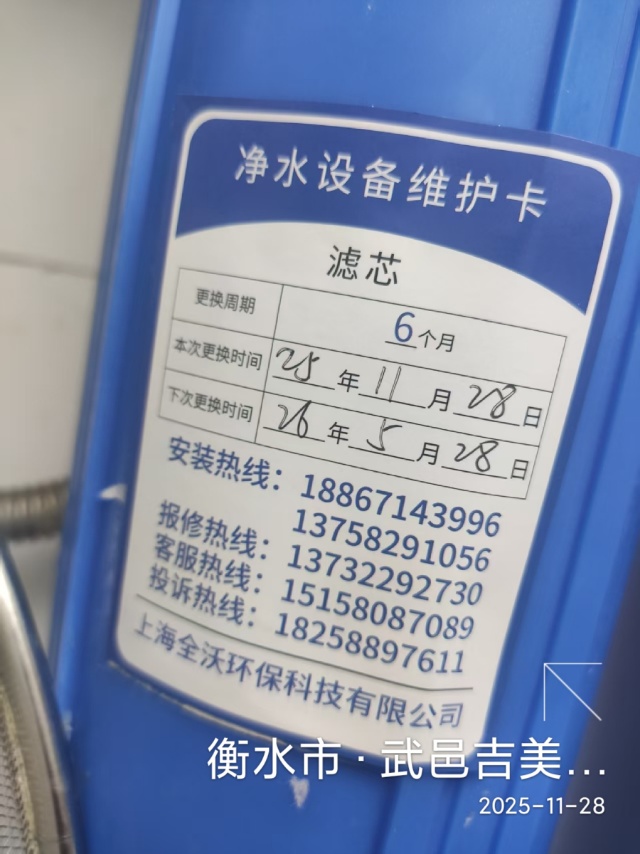 净水设备维护卡
滤芯
更换周期 6个月
本次更换时间 25年11月28日
下次更换时间 26年5月28日
安装热线：18867143996
13758291056
报修热线：13732292730
客服热线：15158087089
投诉热线：18258897611
上海全沃环保科技有限公司
衡水市·武邑吉美...
2025-11-28